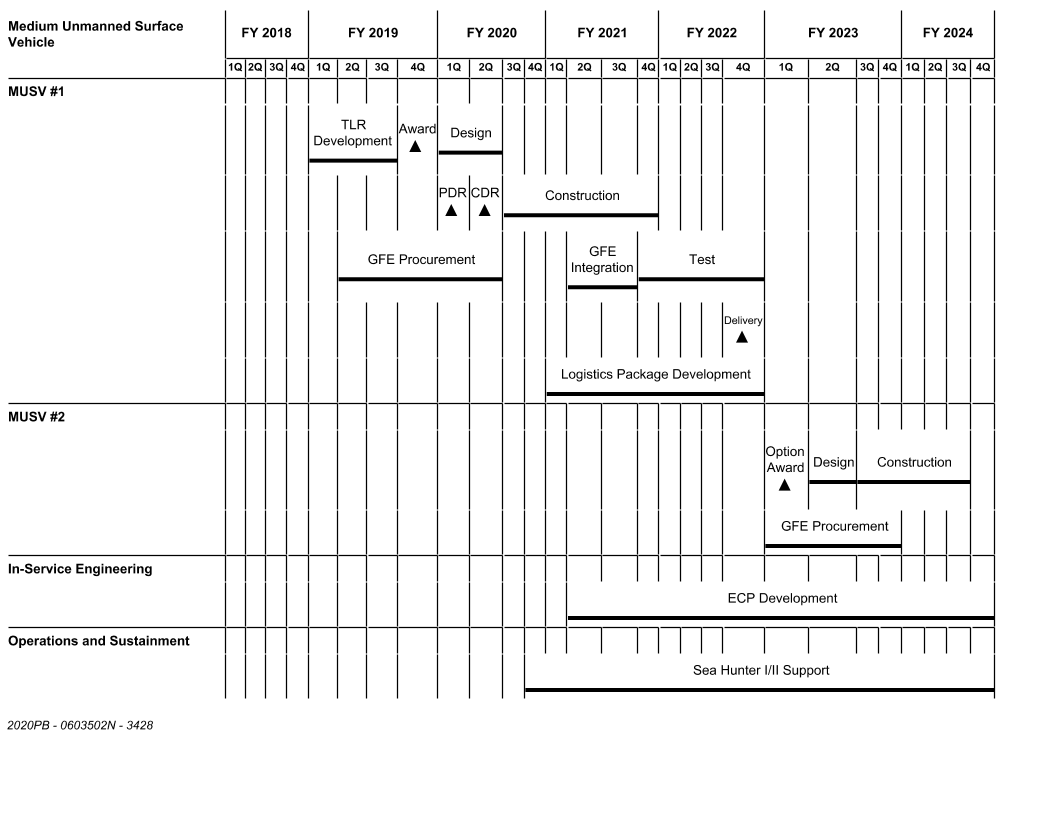 Medium Unmanned Surface
Vehicle
FY 2018 FY 2019 FY 2020 FY 2021 FY 2022 FY 2023 FY 2024
1Q 2Q 3Q 4Q 1Q 2Q 3Q 4Q 1Q 2Q 3Q 4Q 1Q 2Q 3Q 4Q 1Q 2Q 3Q 4Q 1Q 2Q 3Q 4Q 1Q 2Q 3Q 4Q
MUSV #1
TLR
Development
Award
Design
PDR
CDR
Construction
GFE Procurement
GFE
Integration
Test
Delivery
Logistics Package Development
MUSV #2
Option
Award
Design
Construction
GFE Procurement
In-Service Engineering
ECP Development
Operations and Sustainment
Sea Hunter I/II Support
2020PB - 0603502N - 3428